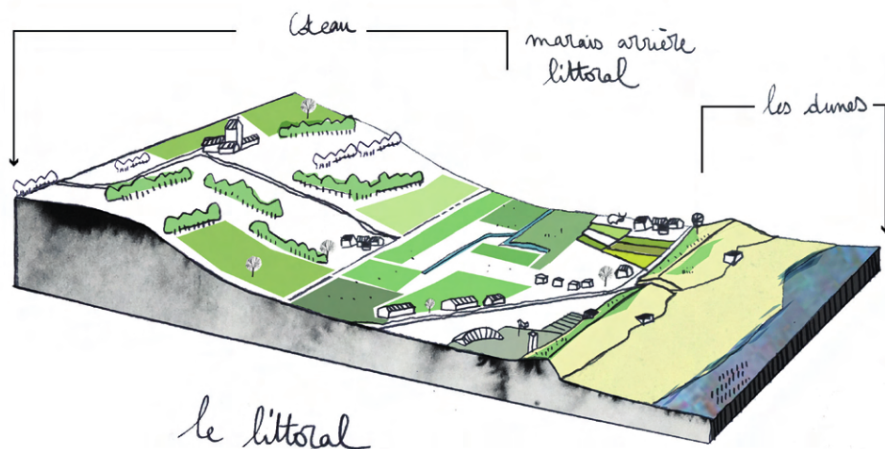 Coteau
marais arrière
littoral
les dunes
le littoral